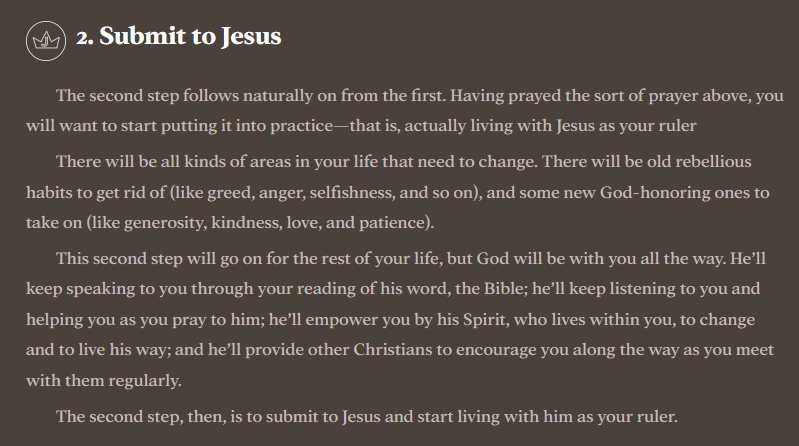 2. Submit to Jesus
The second step follows naturally on from the first. Having prayed the sort of prayer above, you
will want to start putting it into practice—that is, actually living with Jesus as your ruler
There will be all kinds of areas in your life that need to change. There will be old rebellious
habits to get rid of (like greed, anger, selfishness, and so on), and some new God-honoring ones to
take on (like generosity, kindness, love, and patience).
This second step will go on for the rest of your life, but God will be with you all the way. He’ll
keep speaking to you through your reading of his word, the Bible; he’ll keep listening to you and
helping you as you pray to him; he’ll empower you by his Spirit, who lives within you, to change
and to live his way; and he’ll provide other Christians to encourage you along the way as you meet
with them regularly.
The second step, then, is to submit to Jesus and start living with him as your ruler.